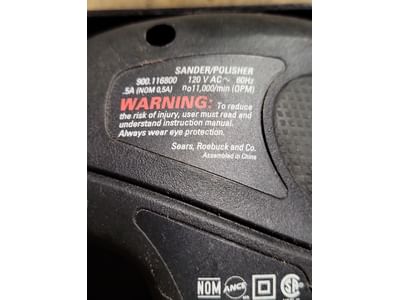 SANDER/POLISHER
900.116800 120 V AC~ 60Hz
.5A (NOM 0,5A) no11,000/min (OPM)
WARNING: To reduce
the risk of injury, user must read and
understand instruction manual.
Always wear eye protection.
Sears, Roebuck and Co.
Assembled in China
NOM ANCE SA